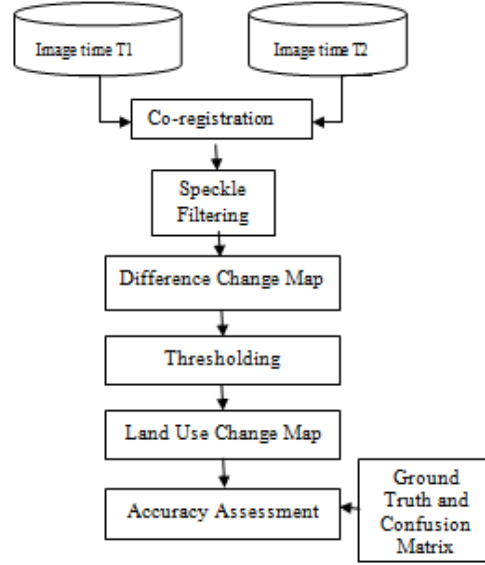 Image time T1
Image time T2
Co-registration
Speckle
Filtering
Difference Change Map
Thresholding
Land Use Change Map
Accuracy Assessment
Ground
Truth and
Confusion
Matrix